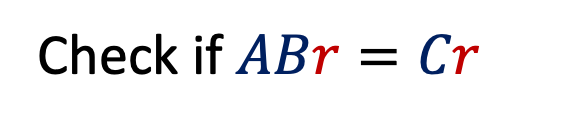 Check if ABr = Cr